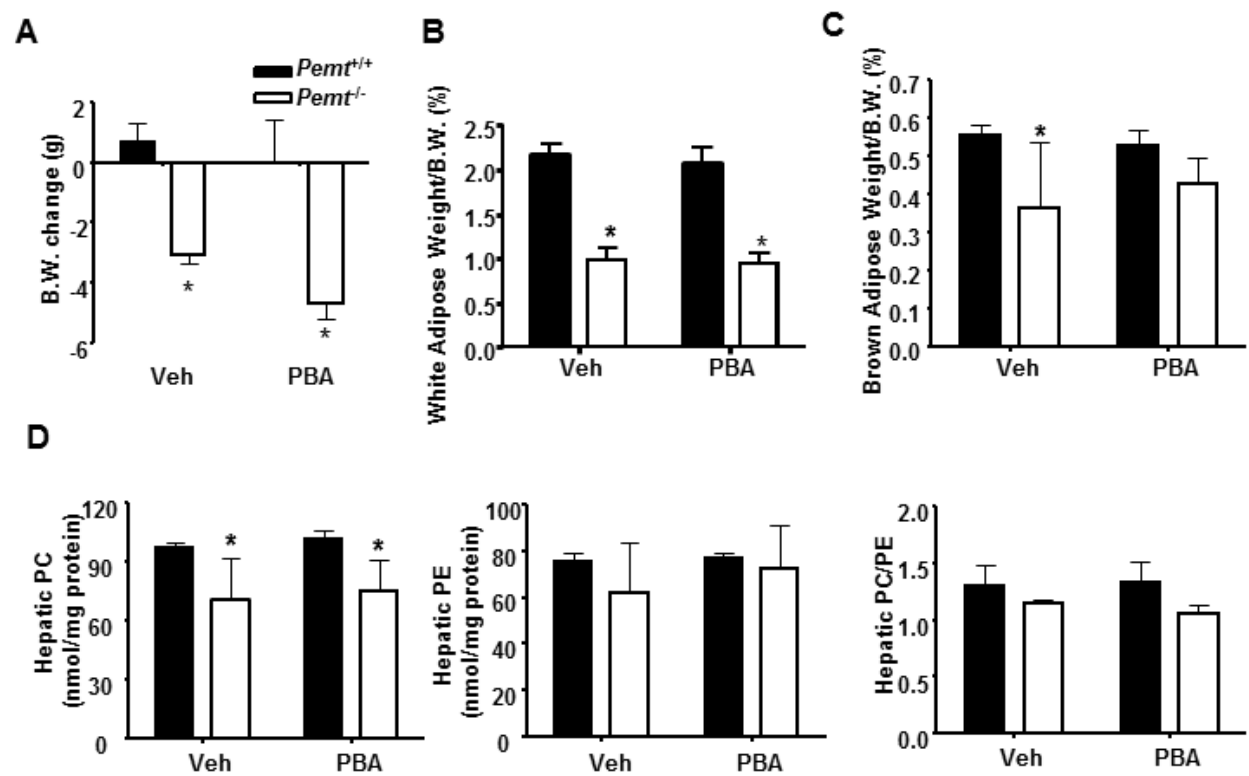 A
Pemt+/+
Pemt-/-
B.W. change (g)
2
0
-2
-4
-6
*
*
Veh PBA
B
White Adipose Weight/B.W. (%)
2.5
2.0
1.5
1.0
0.5
0.0
*
*
Veh PBA
C
Brown Adipose Weight/B.W. (%)
0.7
0.6
0.5
0.4
0.3
0.2
0.1
0.0
*
Veh PBA
D
Hepatic PC
(nmol/mg protein)
120
90
60
30
0
*
*
Veh PBA
Hepatic PE
(nmol/mg protein)
100
80
60
40
20
0
Veh PBA
Hepatic PC/PE
2.0
1.5
1.0
0.5
0.0
Veh PBA